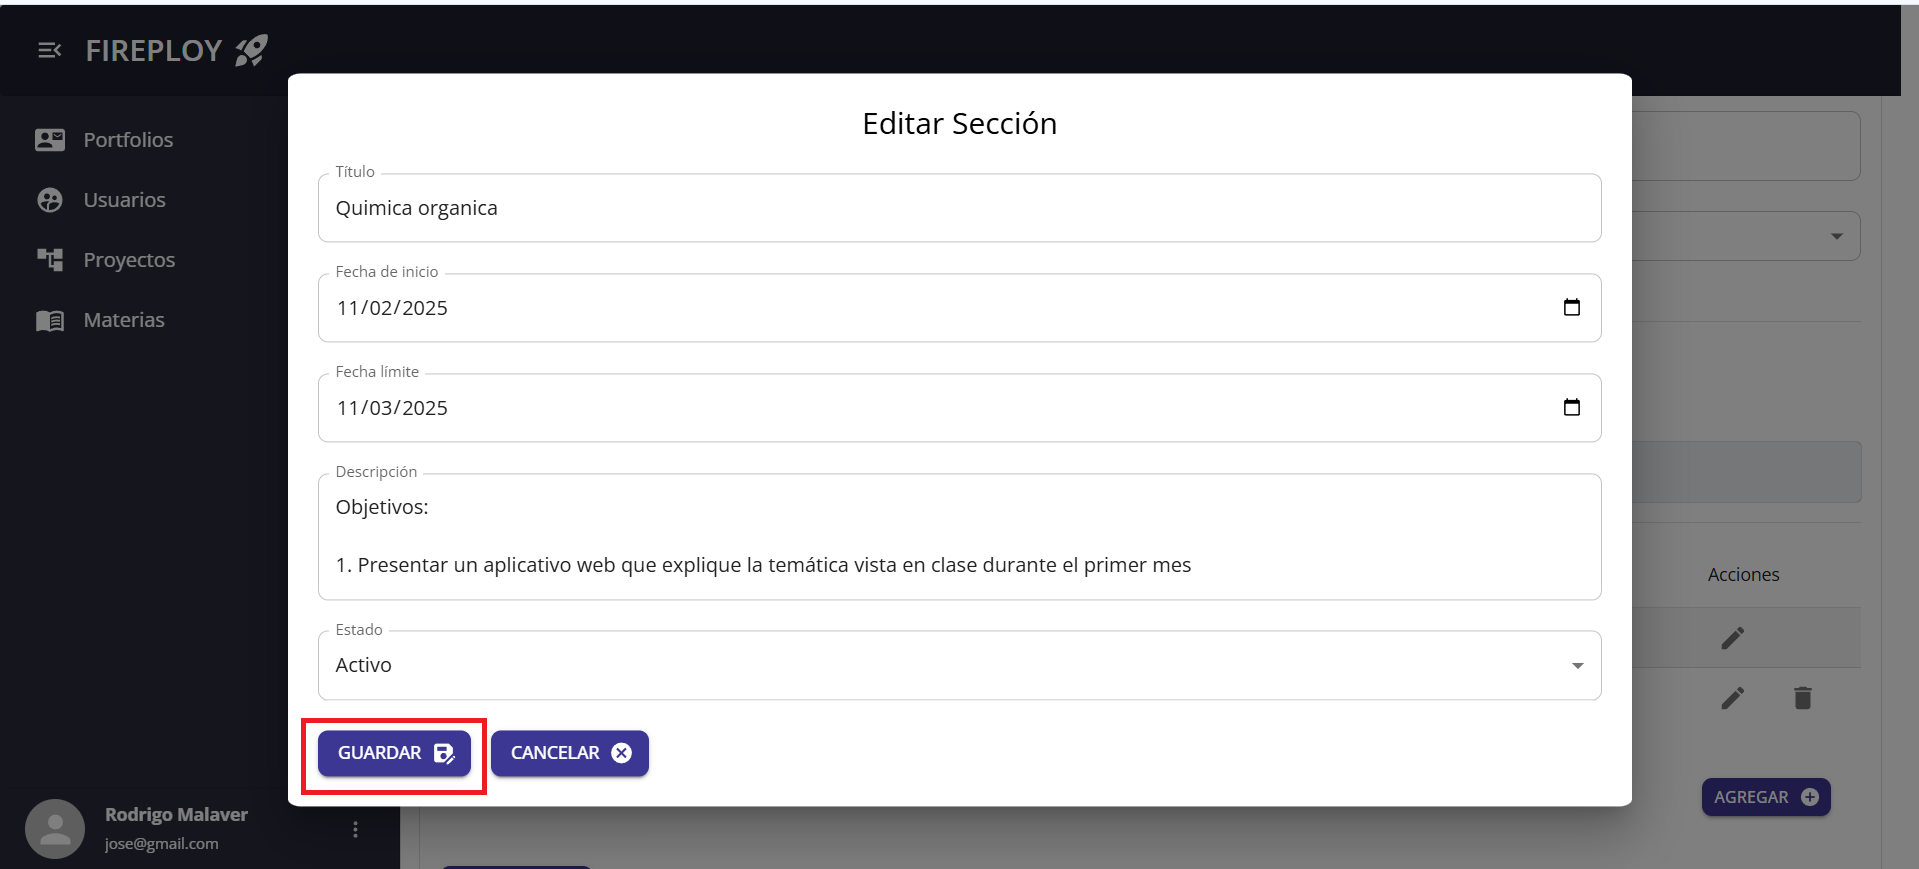 FIREPLOY
Portfolios
Usuarios
Proyectos
Materias
Rodrigo Malaver
jose@gmail.com
Editar Sección
Título
Quimica organica
Fecha de inicio
11/02/2025
Fecha límite
11/03/2025
Descripción
Objetivos:
1. Presentar un aplicativo web que explique la temática vista en clase durante el primer mes
Estado
Activo
GUARDAR
CANCELAR
Acciones
AGREGAR